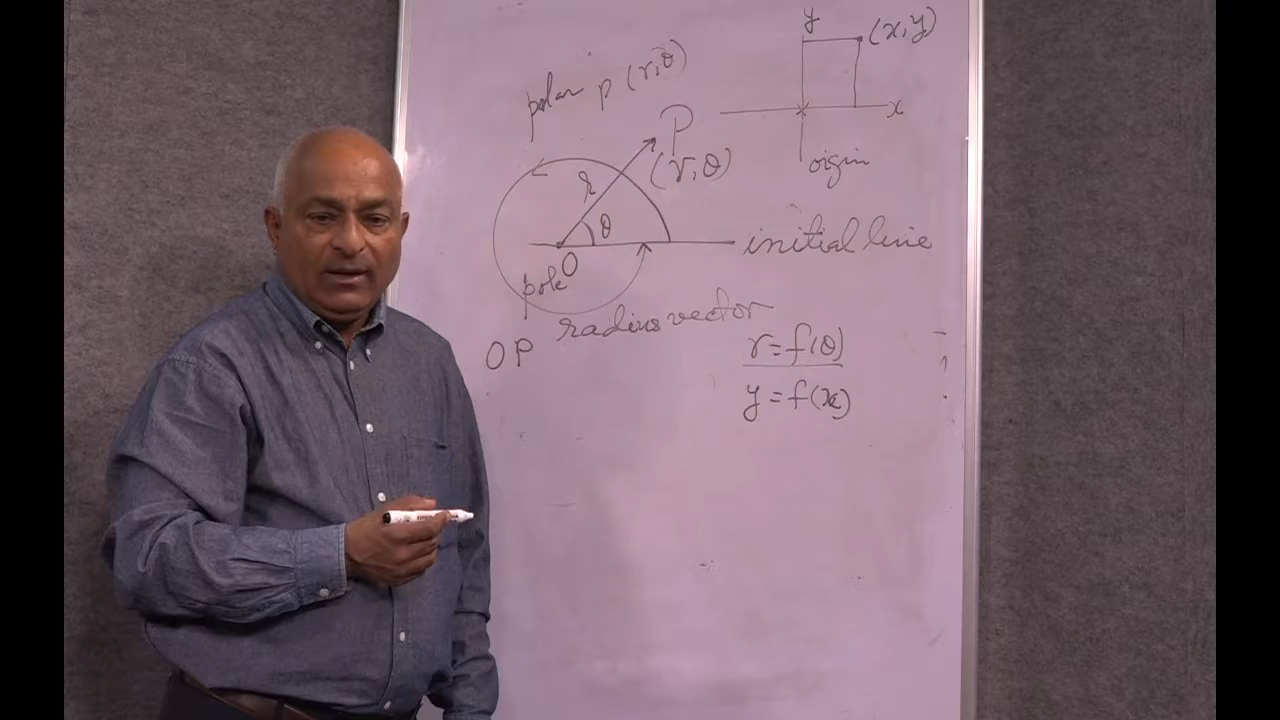 y
(x, y)
polar p (r, θ)
P
x
(r, θ)
origin
r
θ
initial line
O
pole
radius vector
OP
r = f(θ)
y = f(x)